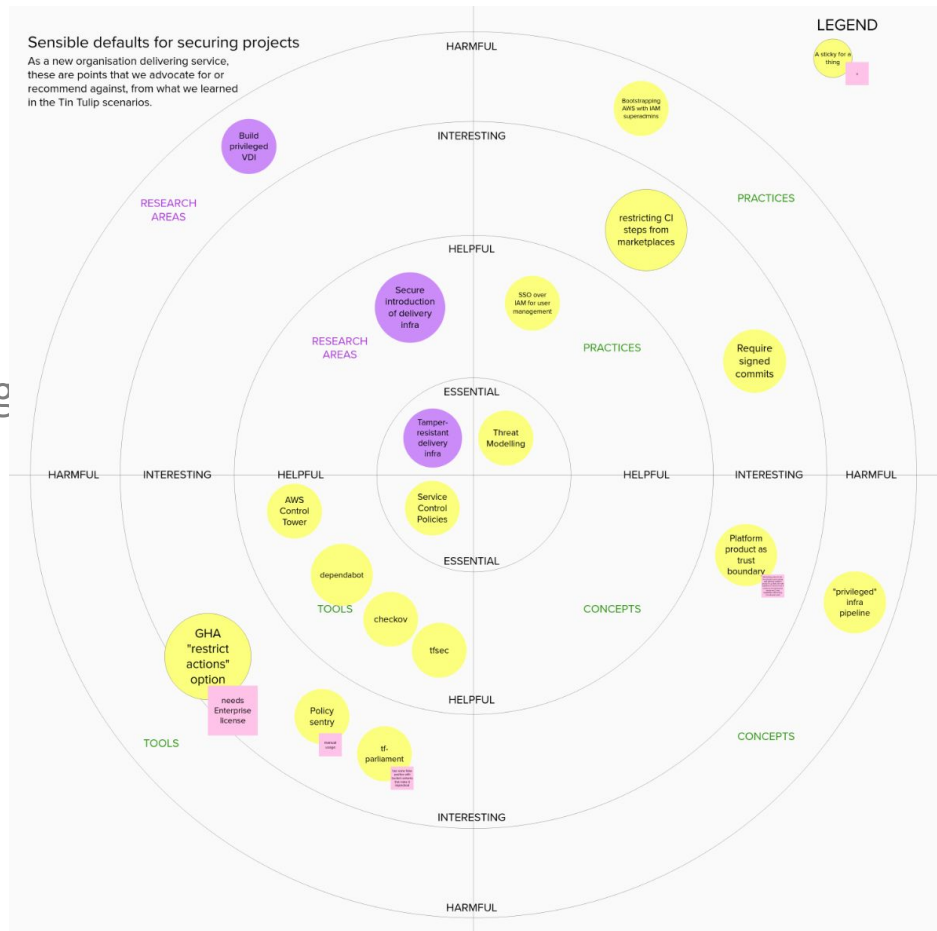 Sensible defaults for securing projects
As a new organisation delivering service,
these are points that we advocate for or
recommend against, from what we learned
in the Tin Tulip scenarios.
LEGEND
A sticky for a
thing
HARMFUL
Bootstrapping
AWS with IAM
superadmins
INTERESTING
Build
privileged
VDI
RESEARCH
AREAS
PRACTICES
restricting CI
steps from
marketplaces
HELPFUL
Secure
introduction
of delivery
infra
SSO over
IAM for user
management
RESEARCH
AREAS
PRACTICES
Require
signed
commits
ESSENTIAL
Tamper-
resistant
delivery
infra
Threat
Modelling
HARMFUL
INTERESTING
HELPFUL
HELPFUL
INTERESTING
HARMFUL
AWS
Control
Tower
Service
Control
Policies
ESSENTIAL
Platform
product as
trust
boundary
"privileged"
infra
pipeline
dependabot
TOOLS
checkov
tfsec
CONCEPTS
GHA
"restrict
actions"
option
needs
Enterprise
license
HELPFUL
Policy
sentry
tf-
parliament
TOOLS
CONCEPTS
INTERESTING
HARMFUL